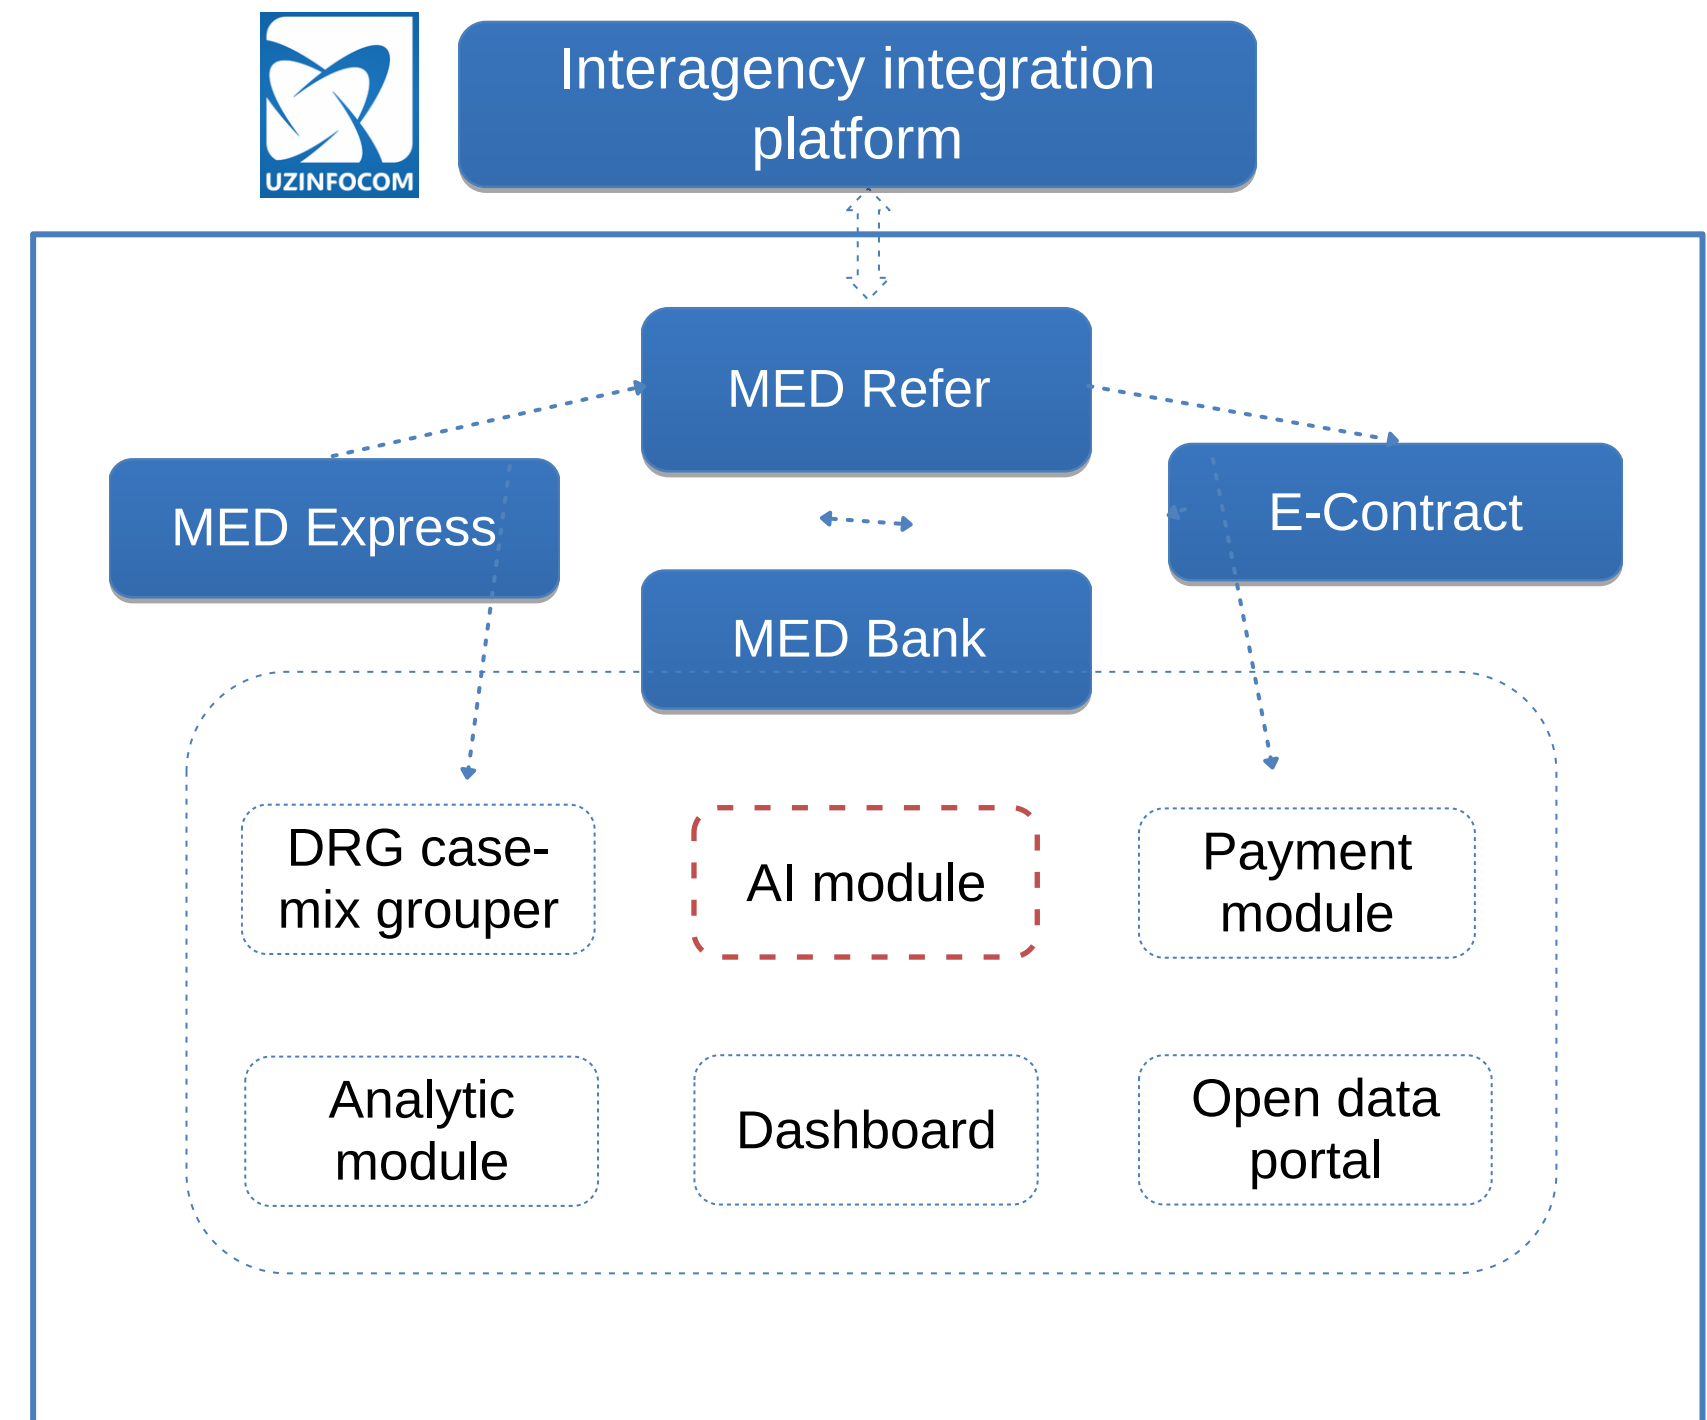 Interagency integration
platform
UZINFOCOM
MED Refer
MED Express
E-Contract
MED Bank
DRG case-
mix grouper
AI module
Payment
module
Analytic
module
Dashboard
Open data
portal